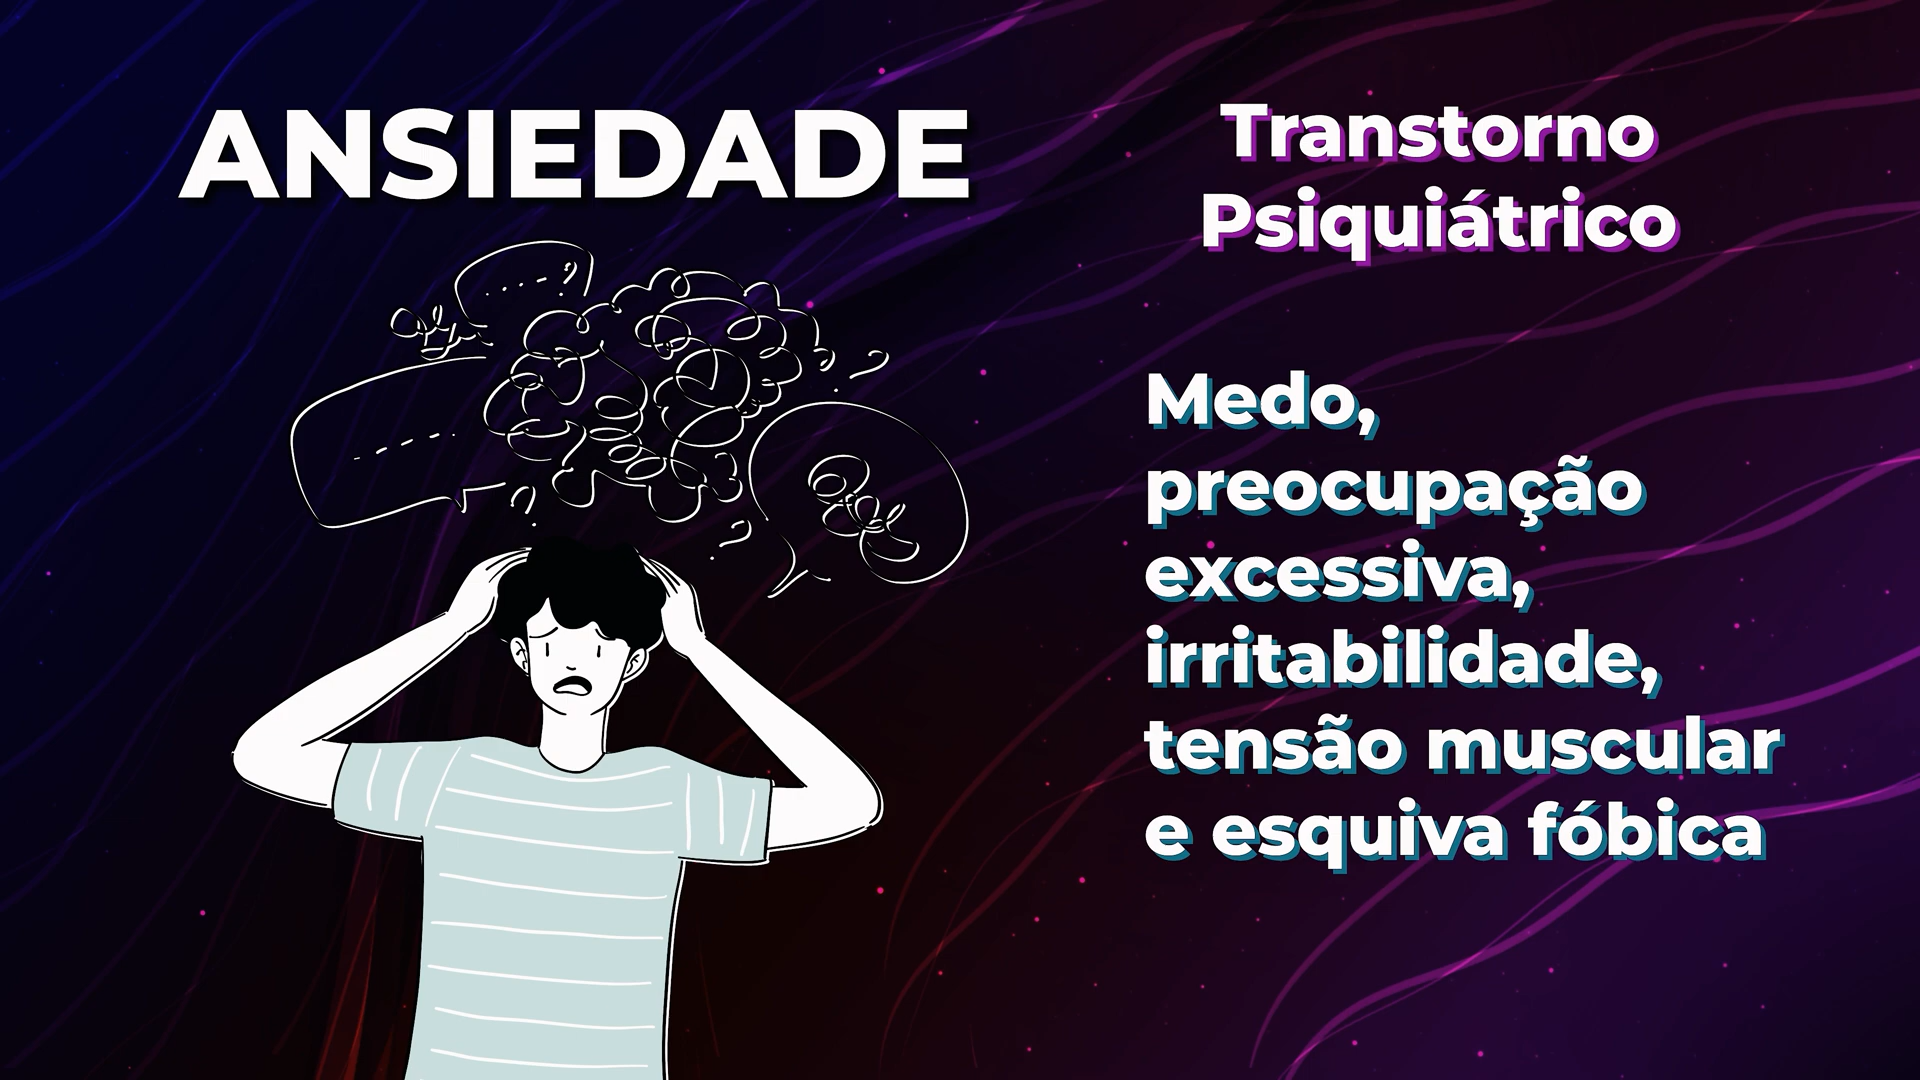 ANSIEDADE
Transtorno
Psiquiátrico
Medo,
preocupação
excessiva,
irritabilidade,
tensão muscular
e esquiva fóbica